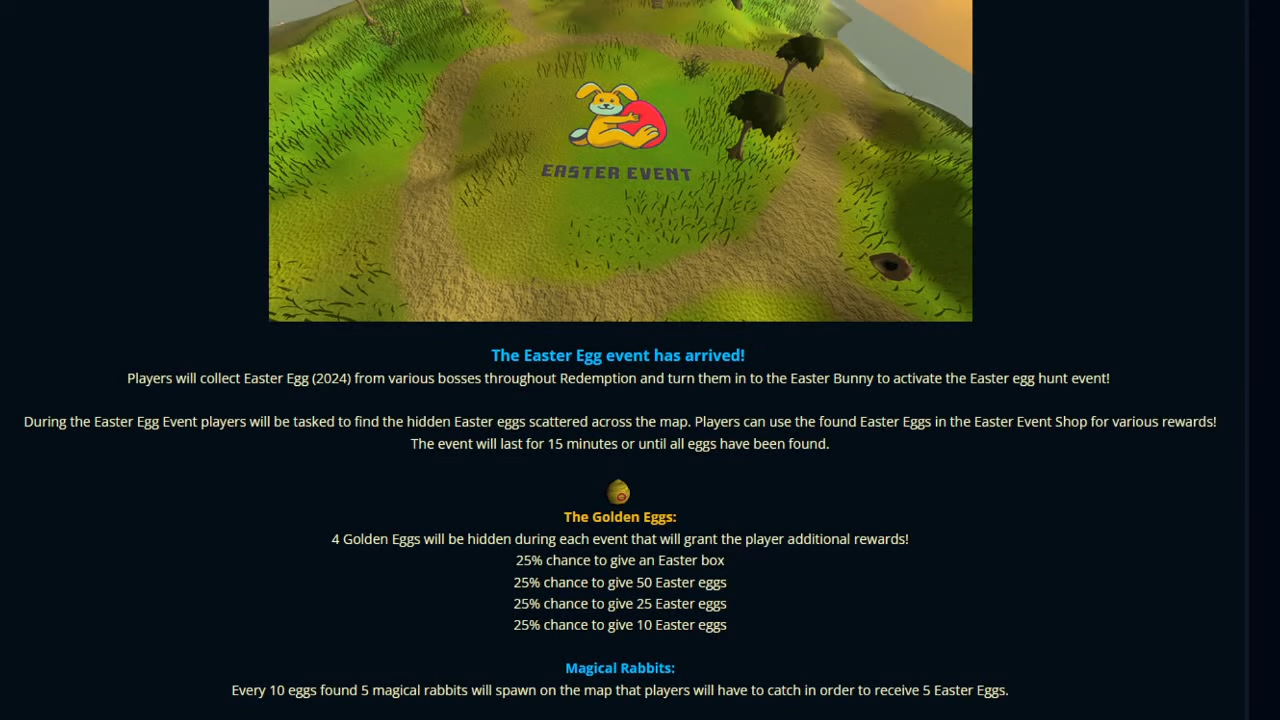 EASTER EVENT
The Easter Egg event has arrived!
Players will collect Easter Egg (2024) from various bosses throughout Redemption and turn them in to the Easter Bunny to activate the Easter egg hunt event!
During the Easter Egg Event players will be tasked to find the hidden Easter eggs scattered across the map. Players can use the found Easter Eggs in the Easter Event Shop for various rewards!
The event will last for 15 minutes or until all eggs have been found.
The Golden Eggs:
4 Golden Eggs will be hidden during each event that will grant the player additional rewards!
25% chance to give an Easter box
25% chance to give 50 Easter eggs
25% chance to give 25 Easter eggs
25% chance to give 10 Easter eggs
Magical Rabbits:
Every 10 eggs found 5 magical rabbits will spawn on the map that players will have to catch in order to receive 5 Easter Eggs.